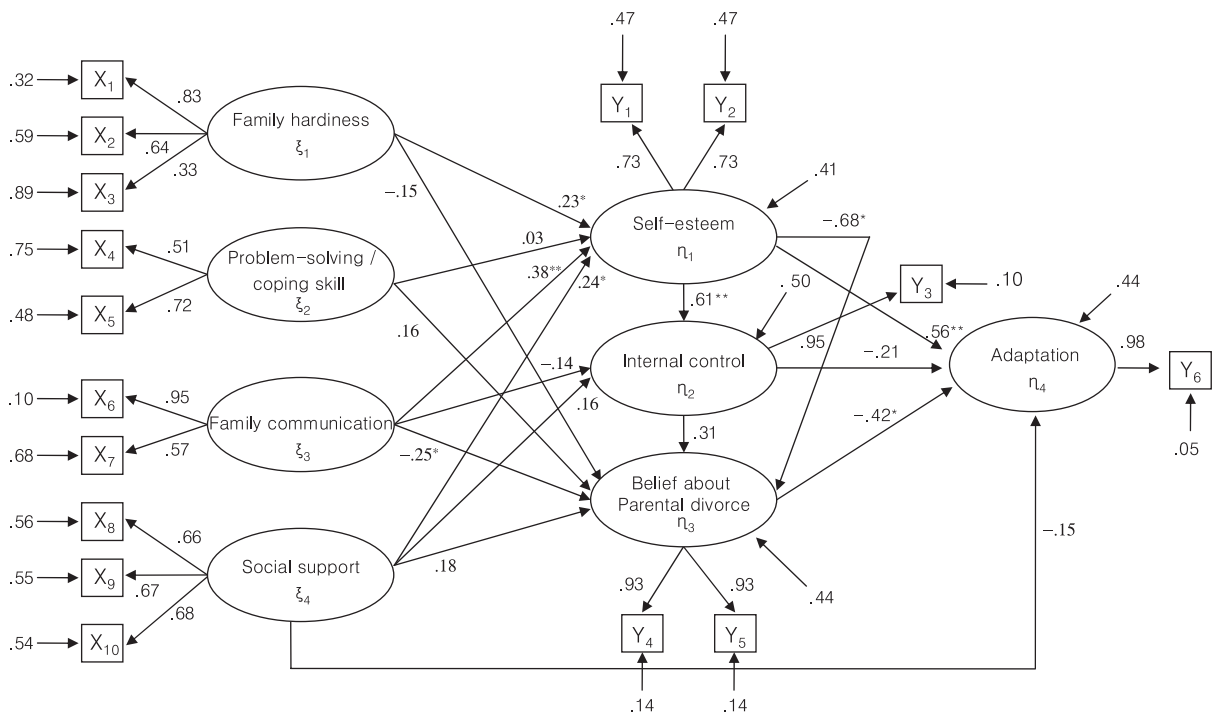 .47
.47
.32
X1
.83
Y1
Y2
.59
X2
.64
Family hardiness
ξ1
.33
.89
X3
.73
.73
.41
−.15
.23*
.75
X4
.51
Problem−solving /
coping skill
ξ2
.03
Self−esteem
η1
−.68*
.38**
.24*
.48
X5
.72
.16
.61**
.50
Y3
.10
.44
.95
.56**
Adaptation
η4
.98
Y6
.05
.10
X6
.95
Family communication
ξ3
−.14
Internal control
η2
−.21
.16
.68
X7
.57
−.25*
.31
−.42*
Belief about
Parental divorce
η3
.56
X8
.66
.55
X9
.67
Social support
ξ4
.18
.68
.54
X10
.93
.93
.44
−.15
Y4
Y5
.14
.14